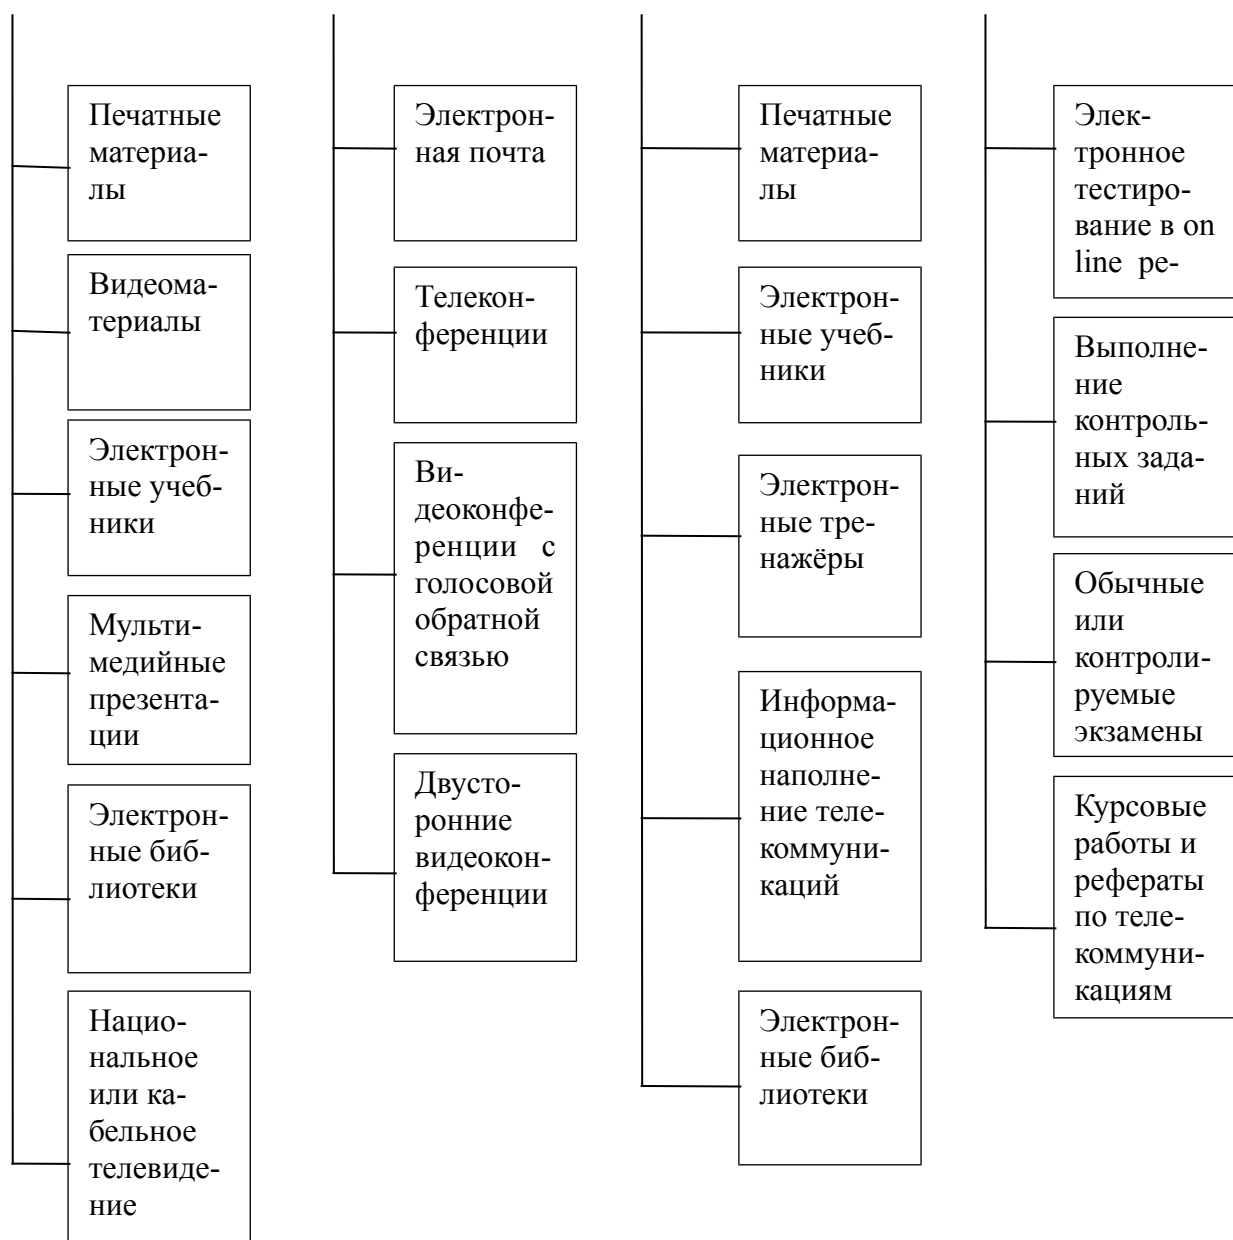 Печатные
материа-
лы
Видеома-
териалы
Электрон-
ные учеб-
ники
Мульти-
медийные
презента-
ции
Электрон-
ные биб-
лиотеки
Нацио-
нальное
или ка-
бельное
телевиде-
ние
Электрон-
ная почта
Телекон-
ференции
Ви-
деоконфе-
ренции с
голосовой
обратной
связью
Двусто-
ронние
видеокон-
ференции
Печатные
материа-
лы
Электрон-
ные учеб-
ники
Электрон-
ные тре-
нажёры
Информа-
ционное
наполне-
ние теле-
коммуни-
каций
Электрон-
ные биб-
лиотеки
Элек-
тронное
тестиро-
вание в on
line ре-
Выполне-
ние
контроль-
ных зада-
ний
Обычные
или
контроли-
руемые
экзамены
Курсовые
работы и
рефераты
по теле-
коммуни-
кациям